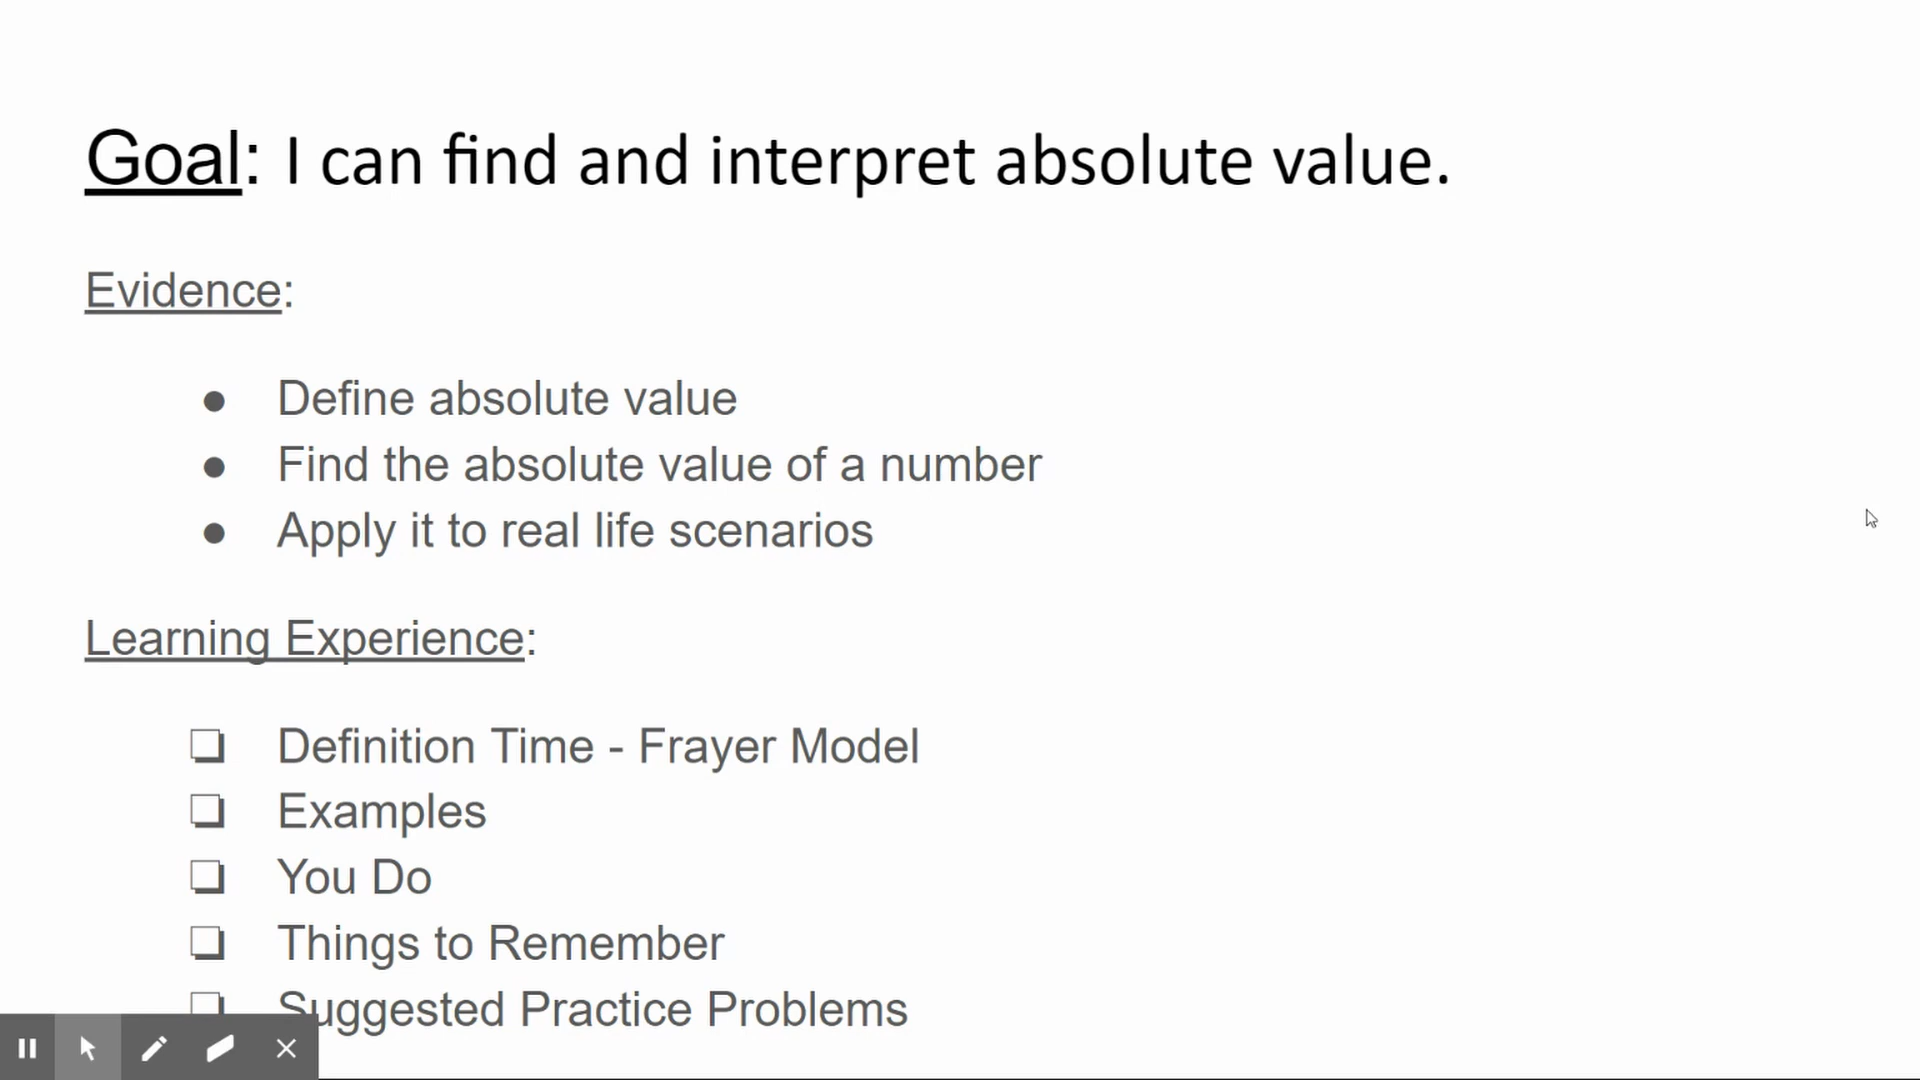 Goal: I can find and interpret absolute value.
Evidence:
● Define absolute value
● Find the absolute value of a number
● Apply it to real life scenarios
Learning Experience:
❏ Definition Time - Frayer Model
❏ Examples
❏ You Do
❏ Things to Remember
❏ Suggested Practice Problems